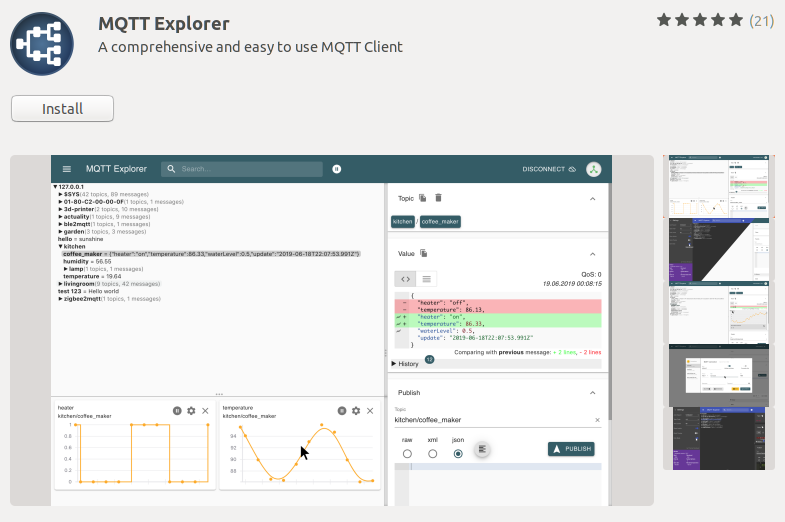 MQTT Explorer
A comprehensive and easy to use MQTT Client
(21)
Install
MQTT Explorer
Search...
DISCONNECT
▼127.0.0.1
▶$SYS(42 topics, 89 messages)
▶01-80-C2-00-00-0F(1 topics, 1 messages)
▶3d-printer(2 topics, 10 messages)
▶actuality(1 topics, 9 messages)
▶ble2mqtt(1 topics, 1 messages)
▶garden(3 topics, 3 messages)
hello = sunshine
▼kitchen
coffee_maker = {"heater":"on","temperature":86.33,"waterLevel":0.5,"update":"2019-06-18T22:07:53.991Z"}
humidity = 56.55
▶lamp(1 topics, 1 messages)
temperature = 19.64
▶livingroom(9 topics, 42 messages)
test 123 = Hello world
▶zigbee2mqtt(1 topics, 1 messages)
Topic
kitchen / coffee_maker
Value
QoS: 0
19.06.2019 00:08:15
{
- "heater": "off",
- "temperature": 86.13,
+ "heater": "on",
+ "temperature": 86.33,
"waterLevel": 0.5,
"update": "2019-06-18T22:07:53.991Z"
}
Comparing with previous message: + 2 lines, - 2 lines
▶ History 12
Publish
Topic
kitchen/coffee_maker
raw xml json
PUBLISH
heater
kitchen/coffee_maker
1
0.8
0.6
0.4
0.2
0
temperature
kitchen/coffee_maker
94
92
90
88